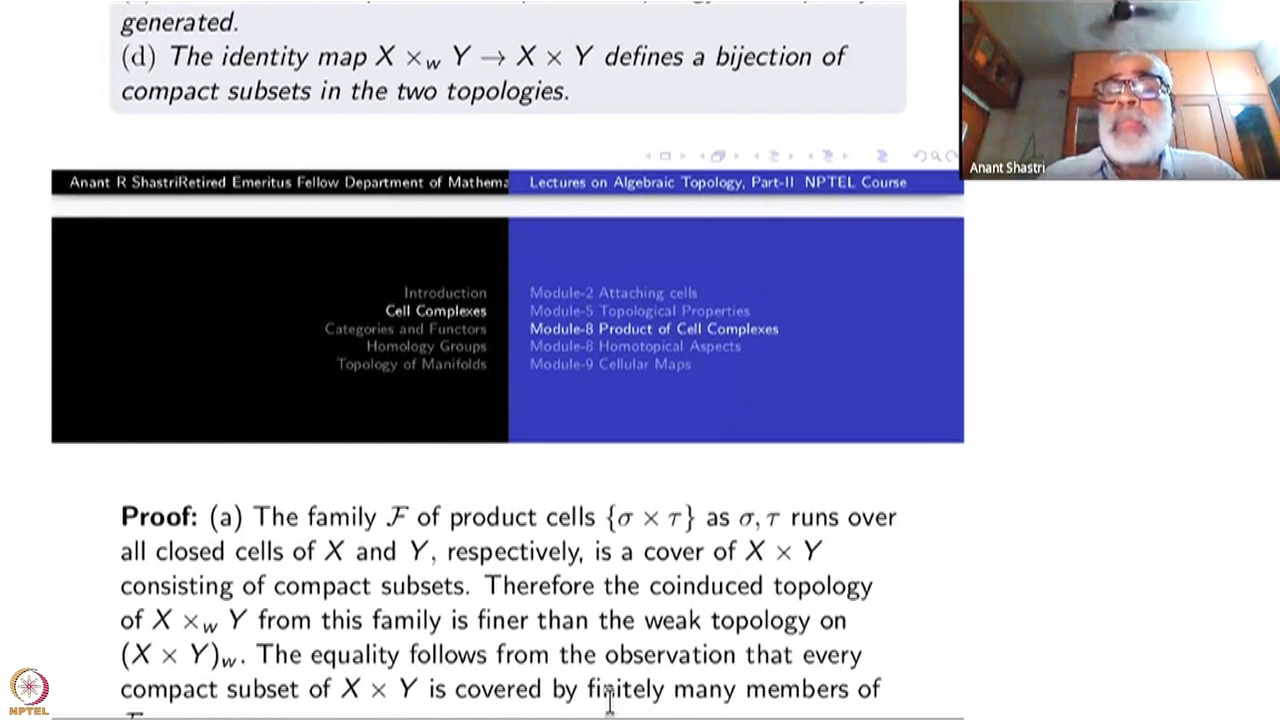 generated.
(d) The identity map X ×w Y → X × Y defines a bijection of
compact subsets in the two topologies.
Anant Shastri
Anant R ShastriRetired Emeritus Fellow Department of Mathema
Lectures on Algebraic Topology, Part-II NPTEL Course
Introduction
Cell Complexes
Categories and Functors
Homology Groups
Topology of Manifolds
Module-2 Attaching cells
Module-5 Topological Properties
Module-8 Product of Cell Complexes
Module-8 Homotopical Aspects
Module-9 Cellular Maps
Proof: (a) The family ℱ of product cells {σ × τ} as σ, τ runs over
all closed cells of X and Y, respectively, is a cover of X × Y
consisting of compact subsets. Therefore the coinduced topology
of X ×w Y from this family is finer than the weak topology on
(X × Y)w. The equality follows from the observation that every
compact subset of X × Y is covered by finitely many members of
NPTEL